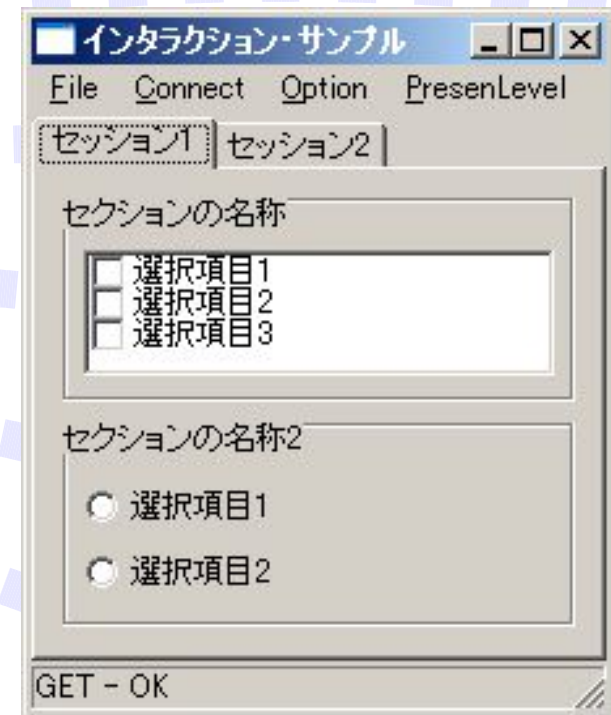 インタラクション・サンプル
File Connect Option PresenLevel
セッション1 セッション2
セクションの名称
選択項目1
選択項目2
選択項目3
セクションの名称2
選択項目1
選択項目2
GET - OK